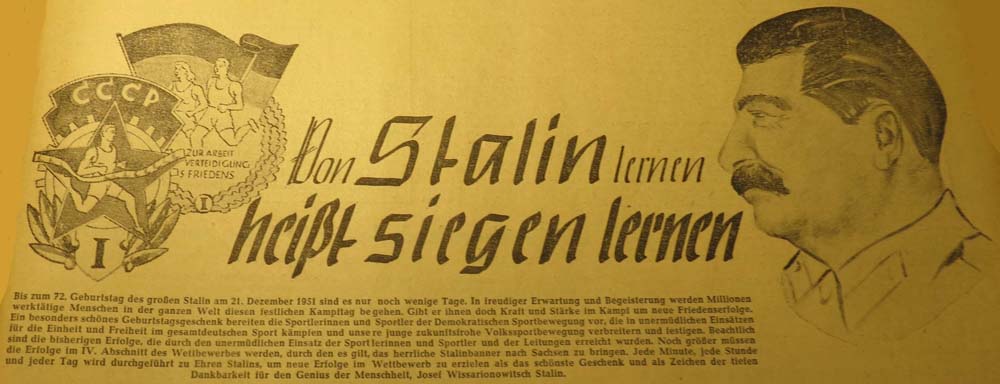 CCCP
I
ZUR ARBEIT
VERTEIDIGUNG
S FRIEDENS
I
Von Stalin lernen
heißt siegen lernen
Bis zum 72. Geburtstag des großen Stalin am 21. Dezember 1951 sind es nur noch wenige Tage. In freudiger Erwartung und Begeisterung werden Millionen
werktätige Menschen in der ganzen Welt diesen festlichen Kampftag begehen. Gibt er ihnen doch Kraft und Stärke im Kampf um neue Friedenserfolge.
Ein besonders schönes Geburtstagsgeschenk bereiten die Sportlerinnen und Sportler der Demokratischen Sportbewegung vor, die in unermüdlichen Einsätzen
für die Einheit und Freiheit im gesamtdeutschen Sport kämpfen und unsere junge zukunftsfrohe Volkssportbewegung verbreitern und festigen. Beachtlich
sind die bisherigen Erfolge, die durch den unermüdlichen Einsatz der Sportlerinnen und Sportler und der Leitungen erreicht wurden. Noch größer müssen
die Erfolge im IV. Abschnitt des Wettbewerbes werden, durch den es gilt, das herrliche Stalinbanner nach Sachsen zu bringen. Jede Minute, jede Stunde
und jeder Tag wird durchgeführt zu Ehren Stalins, um neue Erfolge im Wettbewerb zu erzielen als das schönste Geschenk und als Zeichen der tiefen
Dankbarkeit für den Genius der Menschheit, Josef Wissarionowitsch Stalin.